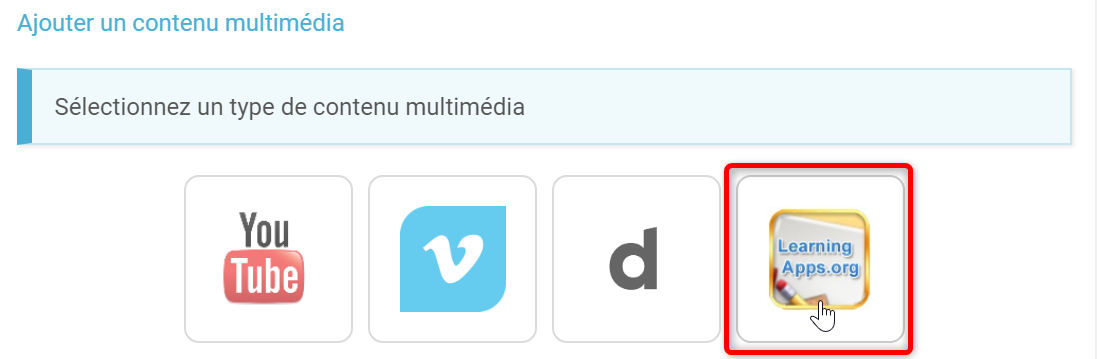 Ajouter un contenu multimédia
Sélectionnez un type de contenu multimédia
You
Tube
v
d
Learning
Apps.org